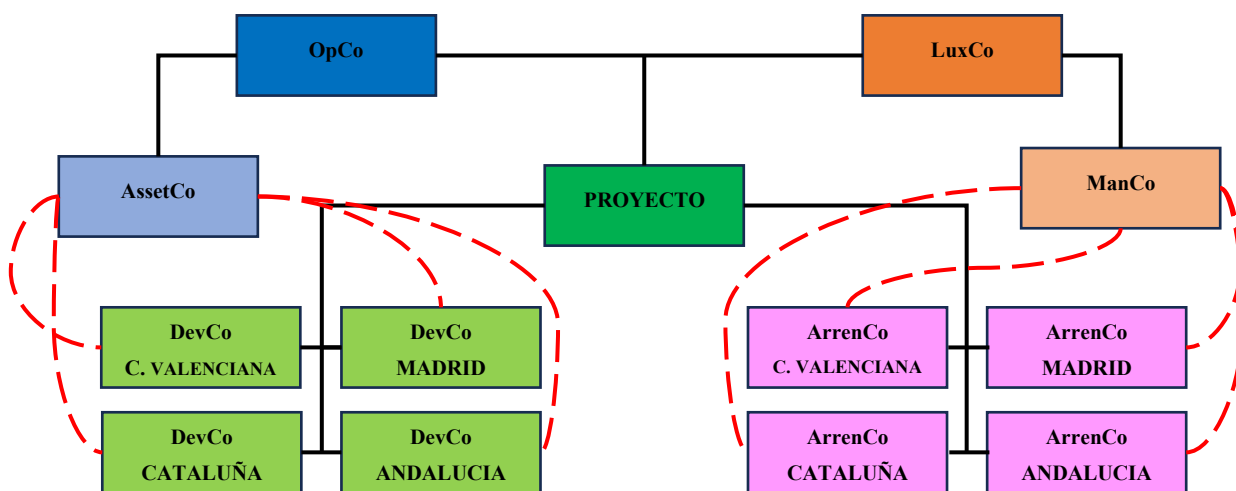 OpCo
LuxCo
AssetCo
PROYECTO
ManCo
DevCo
C. VALENCIANA
DevCo
MADRID
ArrenCo
C. VALENCIANA
ArrenCo
MADRID
DevCo
CATALUÑA
DevCo
ANDALUCIA
ArrenCo
CATALUÑA
ArrenCo
ANDALUCIA